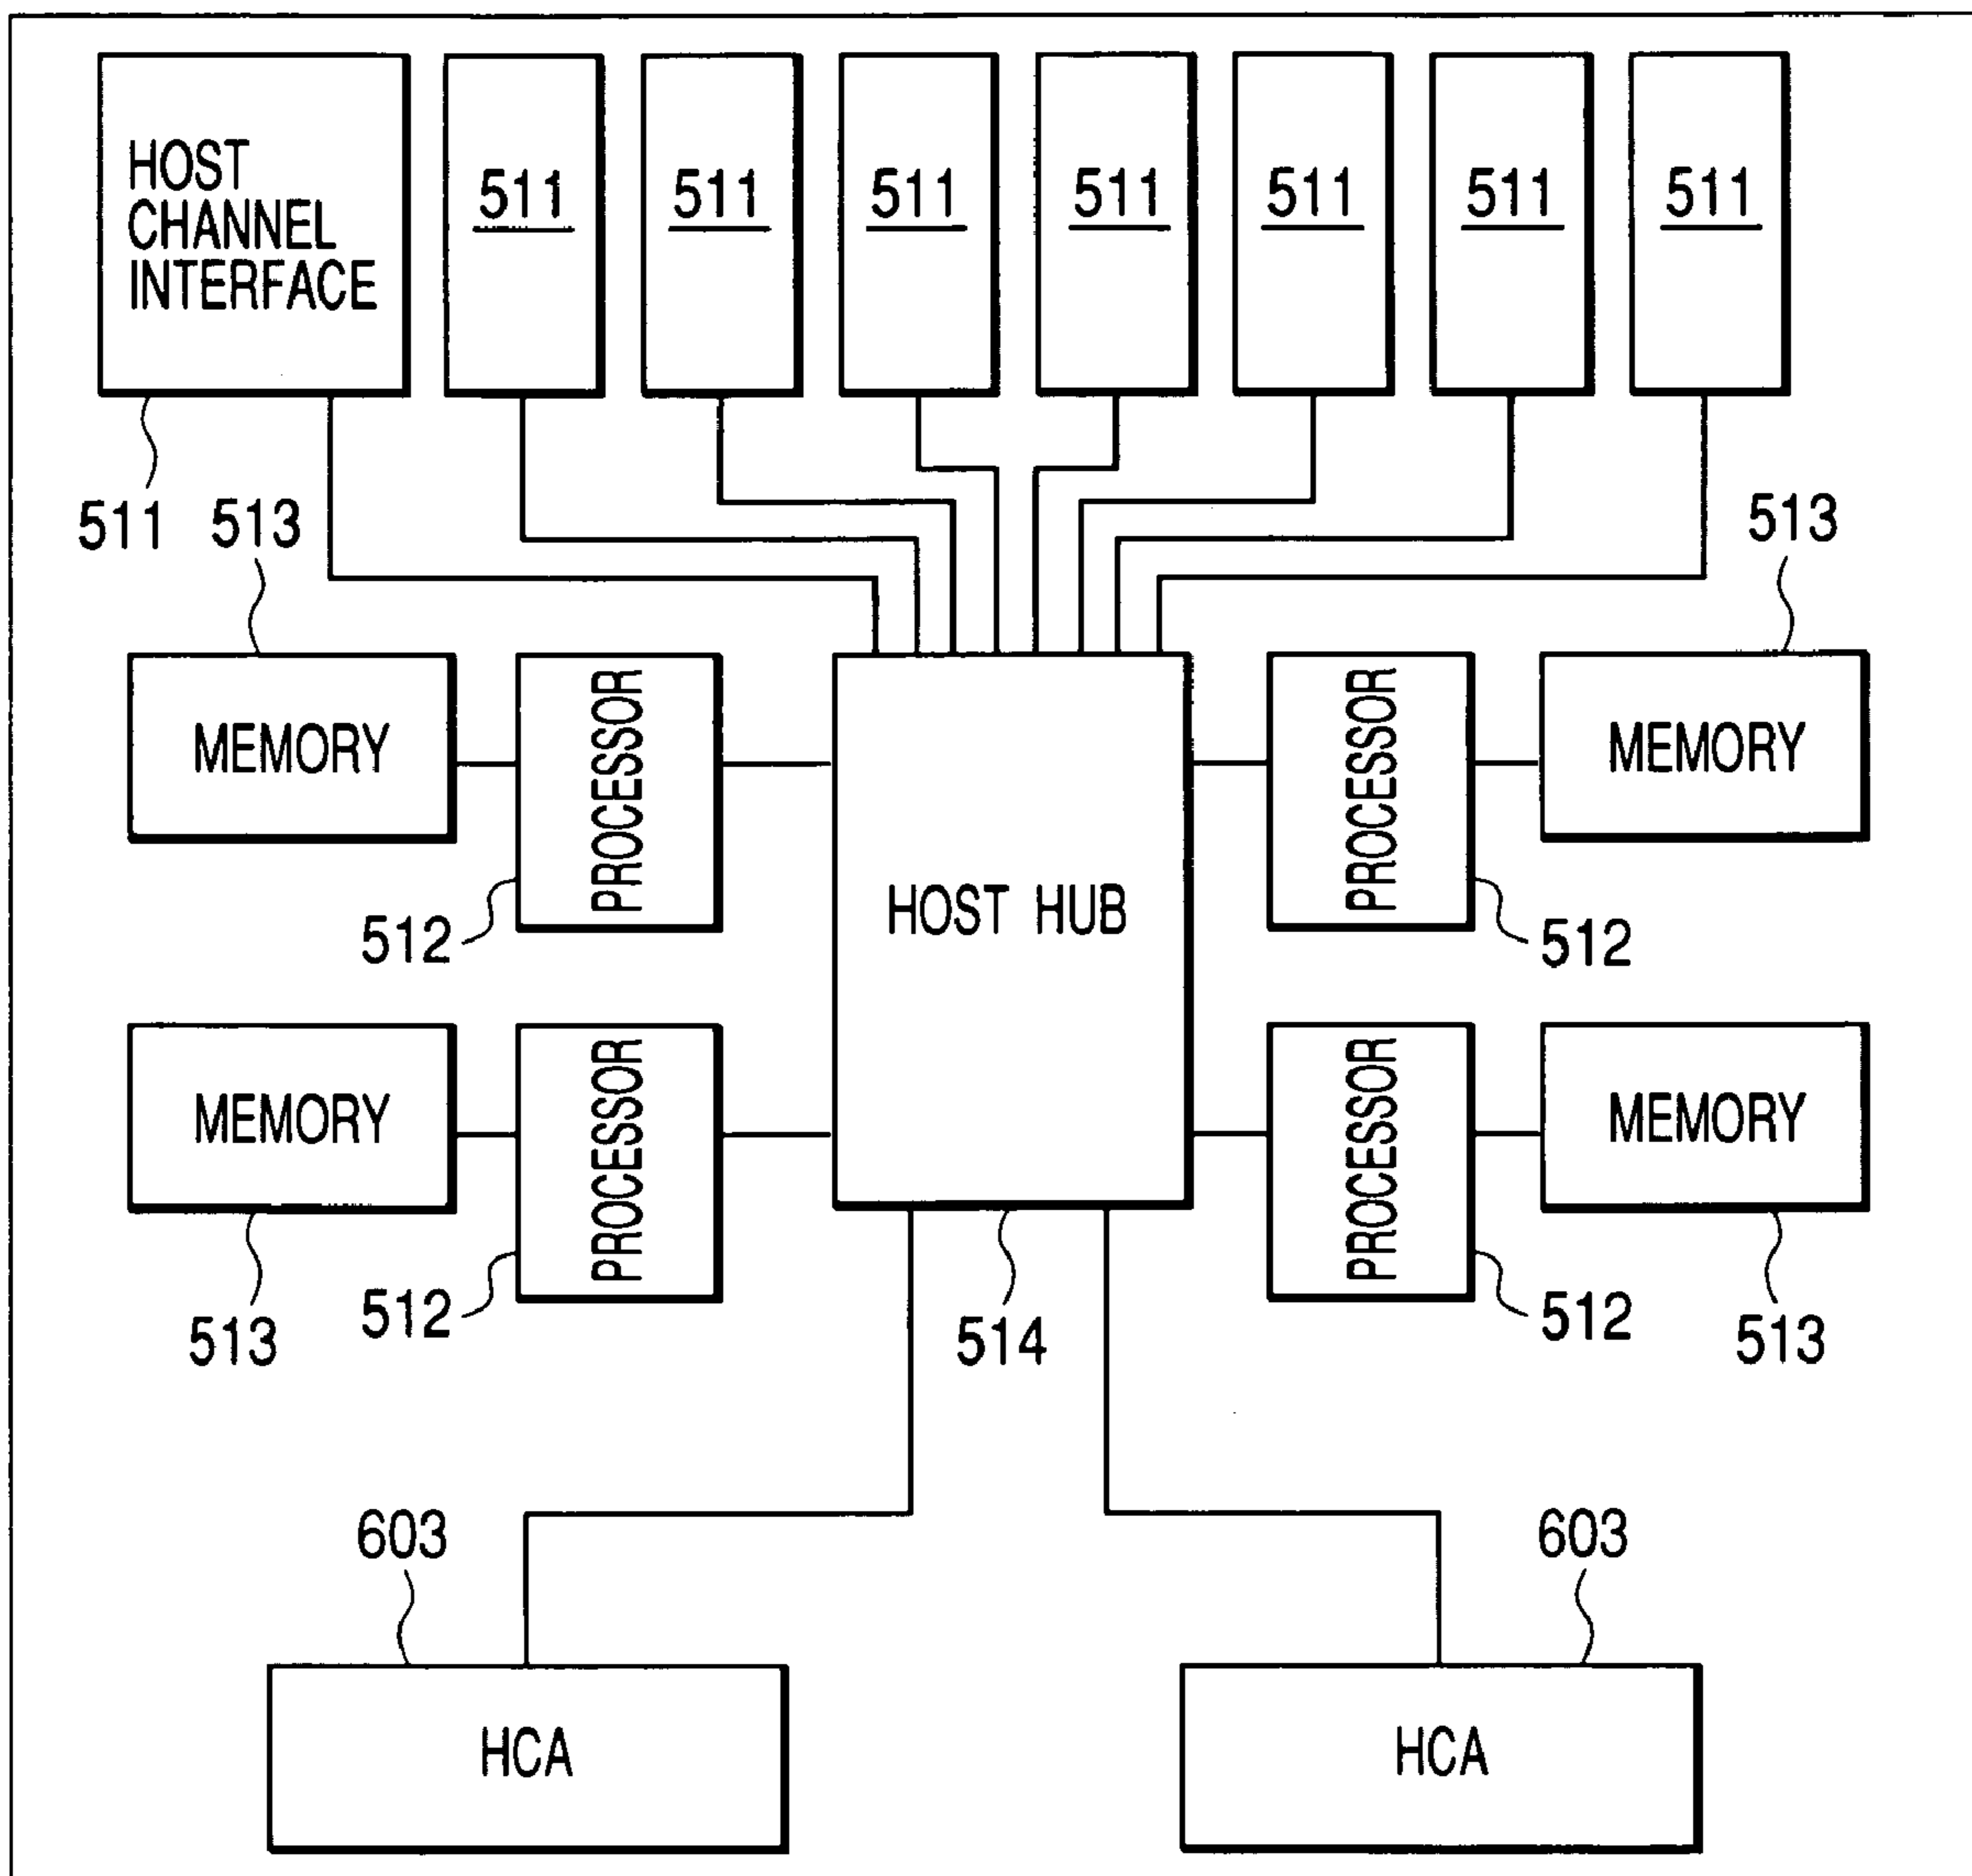 HOST
CHANNEL
INTERFACE
511
511
511
511
511
511
511
511
513
513
MEMORY
PROCESSOR
HOST HUB
PROCESSOR
MEMORY
512
512
MEMORY
PROCESSOR
PROCESSOR
MEMORY
513
512
514
512
513
603
603
HCA
HCA